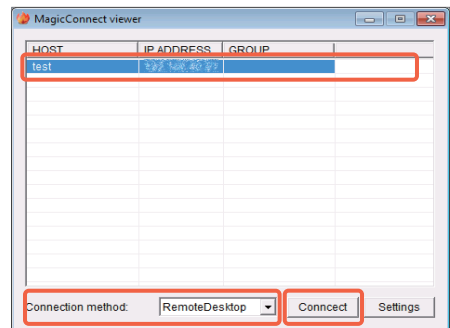 MagicConnect viewer
HOST IP ADDRESS GROUP
test
Connection method: RemoteDesktop Conncect Settings